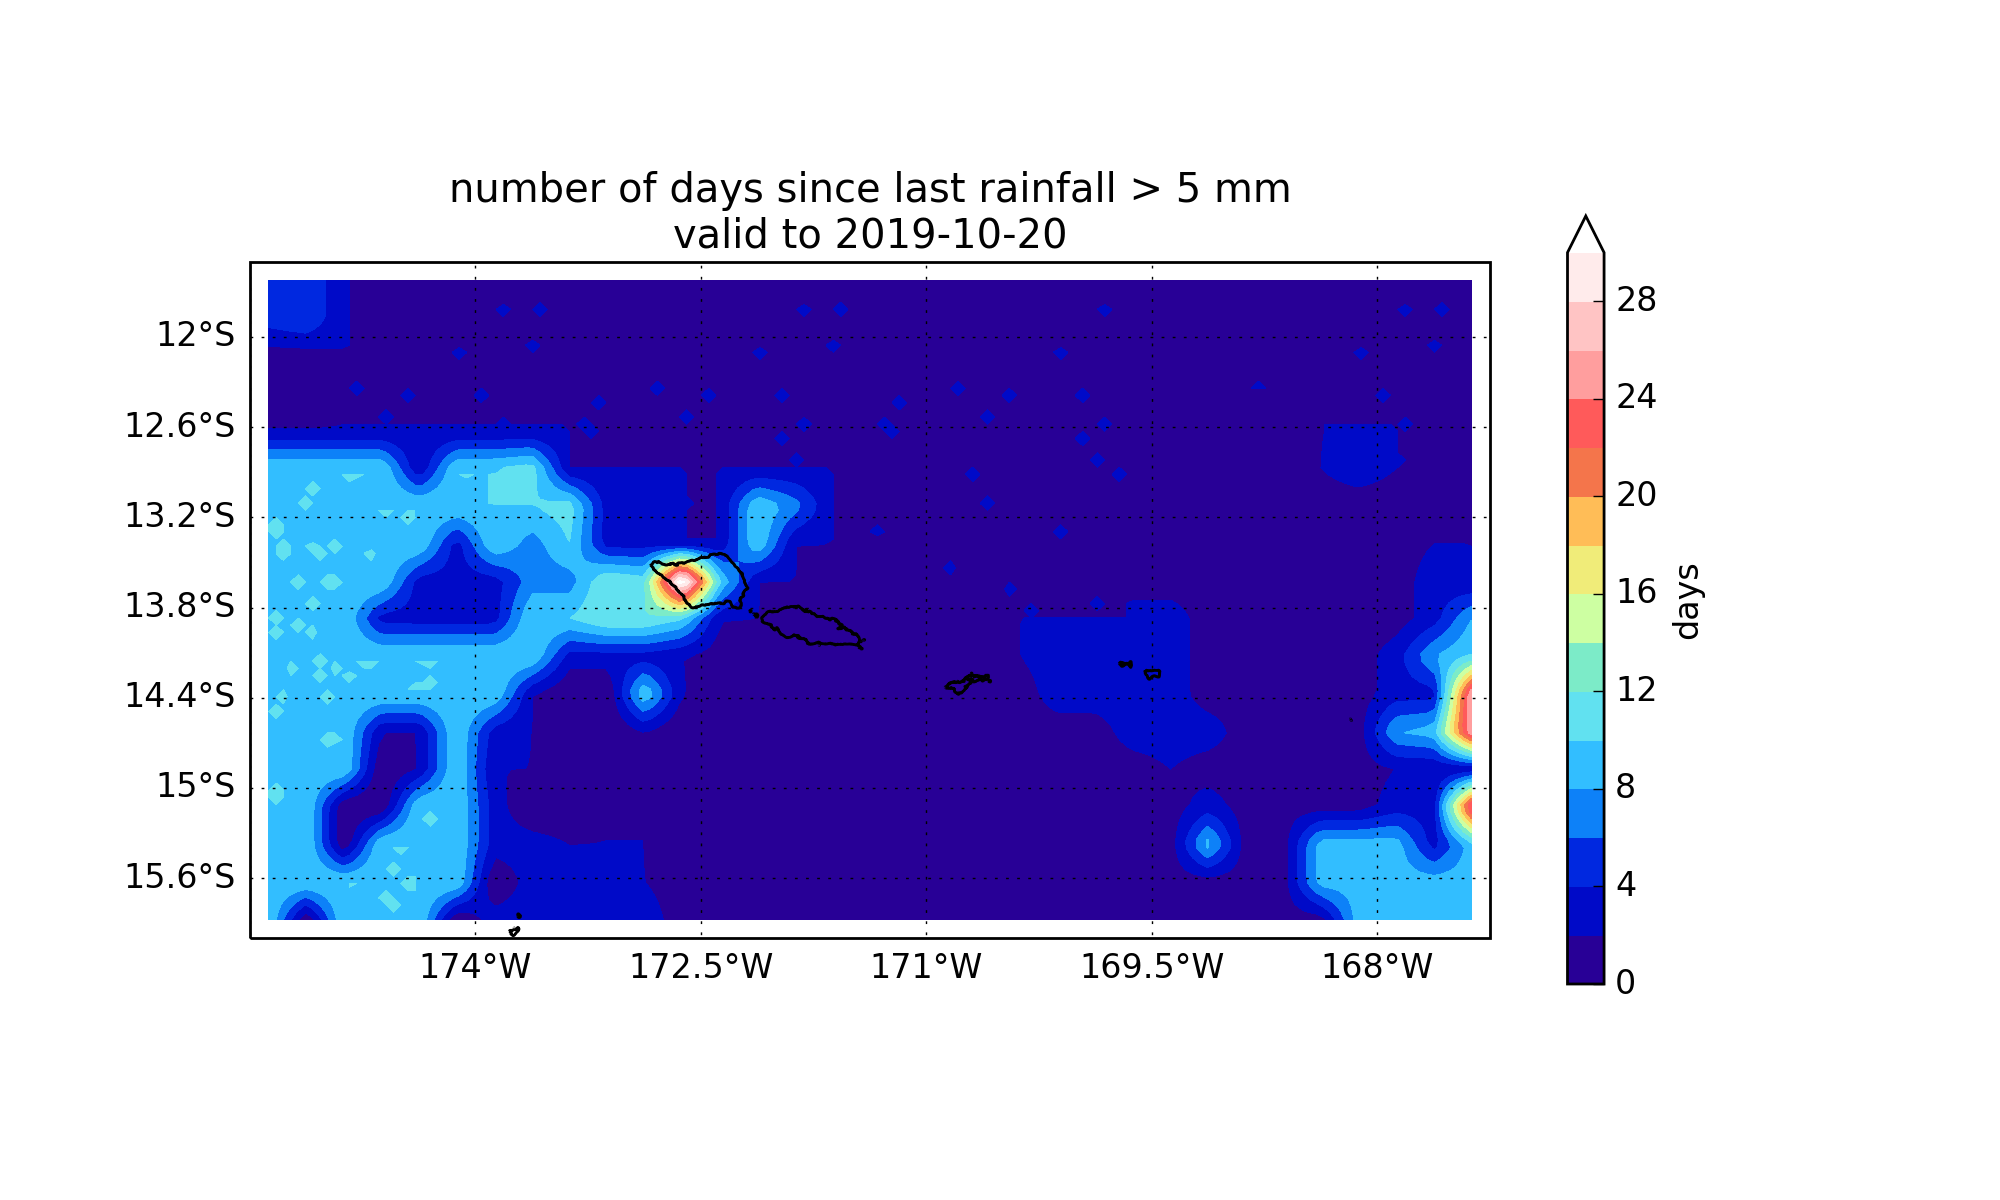 number of days since last rainfall > 5 mm
valid to 2019-10-20
12°S
12.6°S
13.2°S
13.8°S
14.4°S
15°S
15.6°S
174°W 172.5°W 171°W 169.5°W 168°W
28
24
20
16
12
8
4
0
days